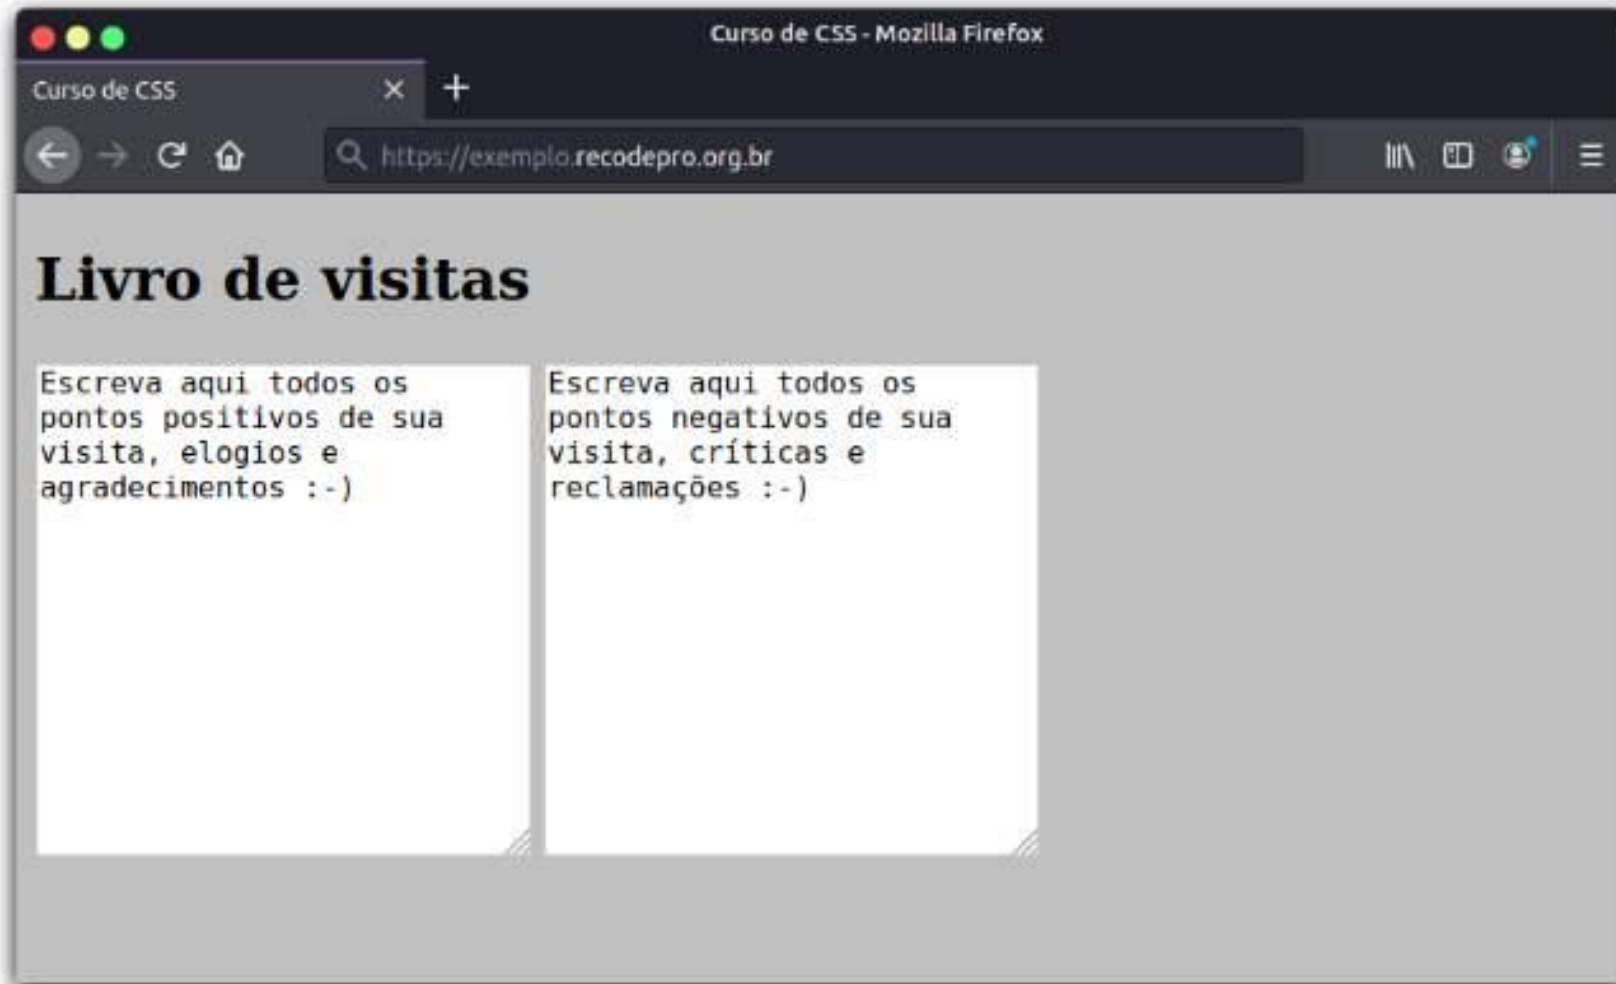 Curso de CSS - Mozilla Firefox
Curso de CSS
https://exemplo.recodepro.org.br
Livro de visitas
Escreva aqui todos os
pontos positivos de sua
visita, elogios e
agradecimentos :-)
Escreva aqui todos os
pontos negativos de sua
visita, críticas e
reclamações :-)